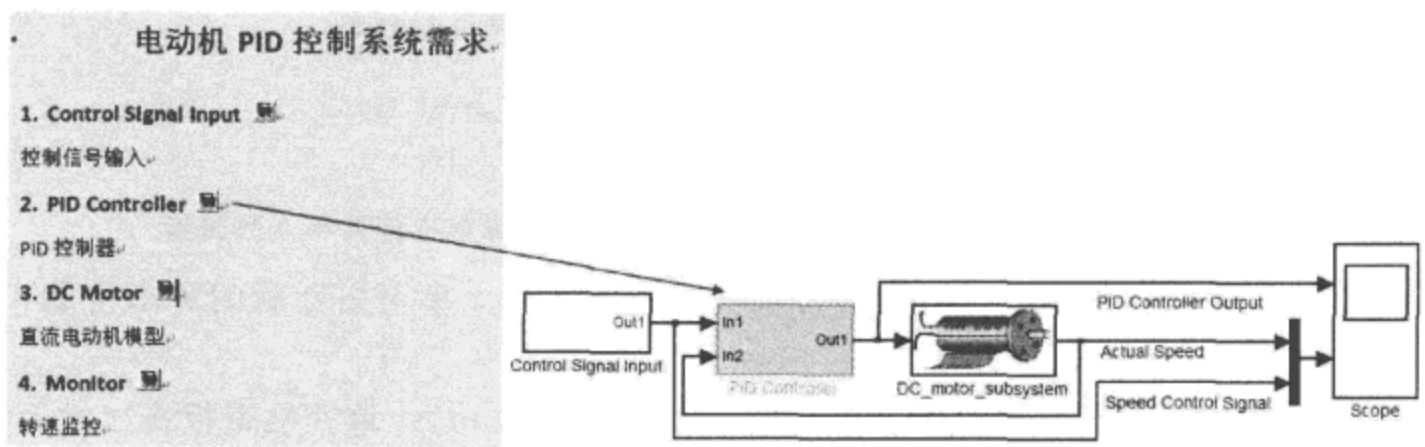 电动机 PID 控制系统需求
1. Control Signal Input
控制信号输入
2. PID Controller
PID 控制器
3. DC Motor
直流电动机模型
4. Monitor
转速监控
Out1
Control Signal Input
In1
In2
Out1
PID Controller
DC_motor_subsystem
PID Controller Output
Actual Speed
Speed Control Signal
Scope